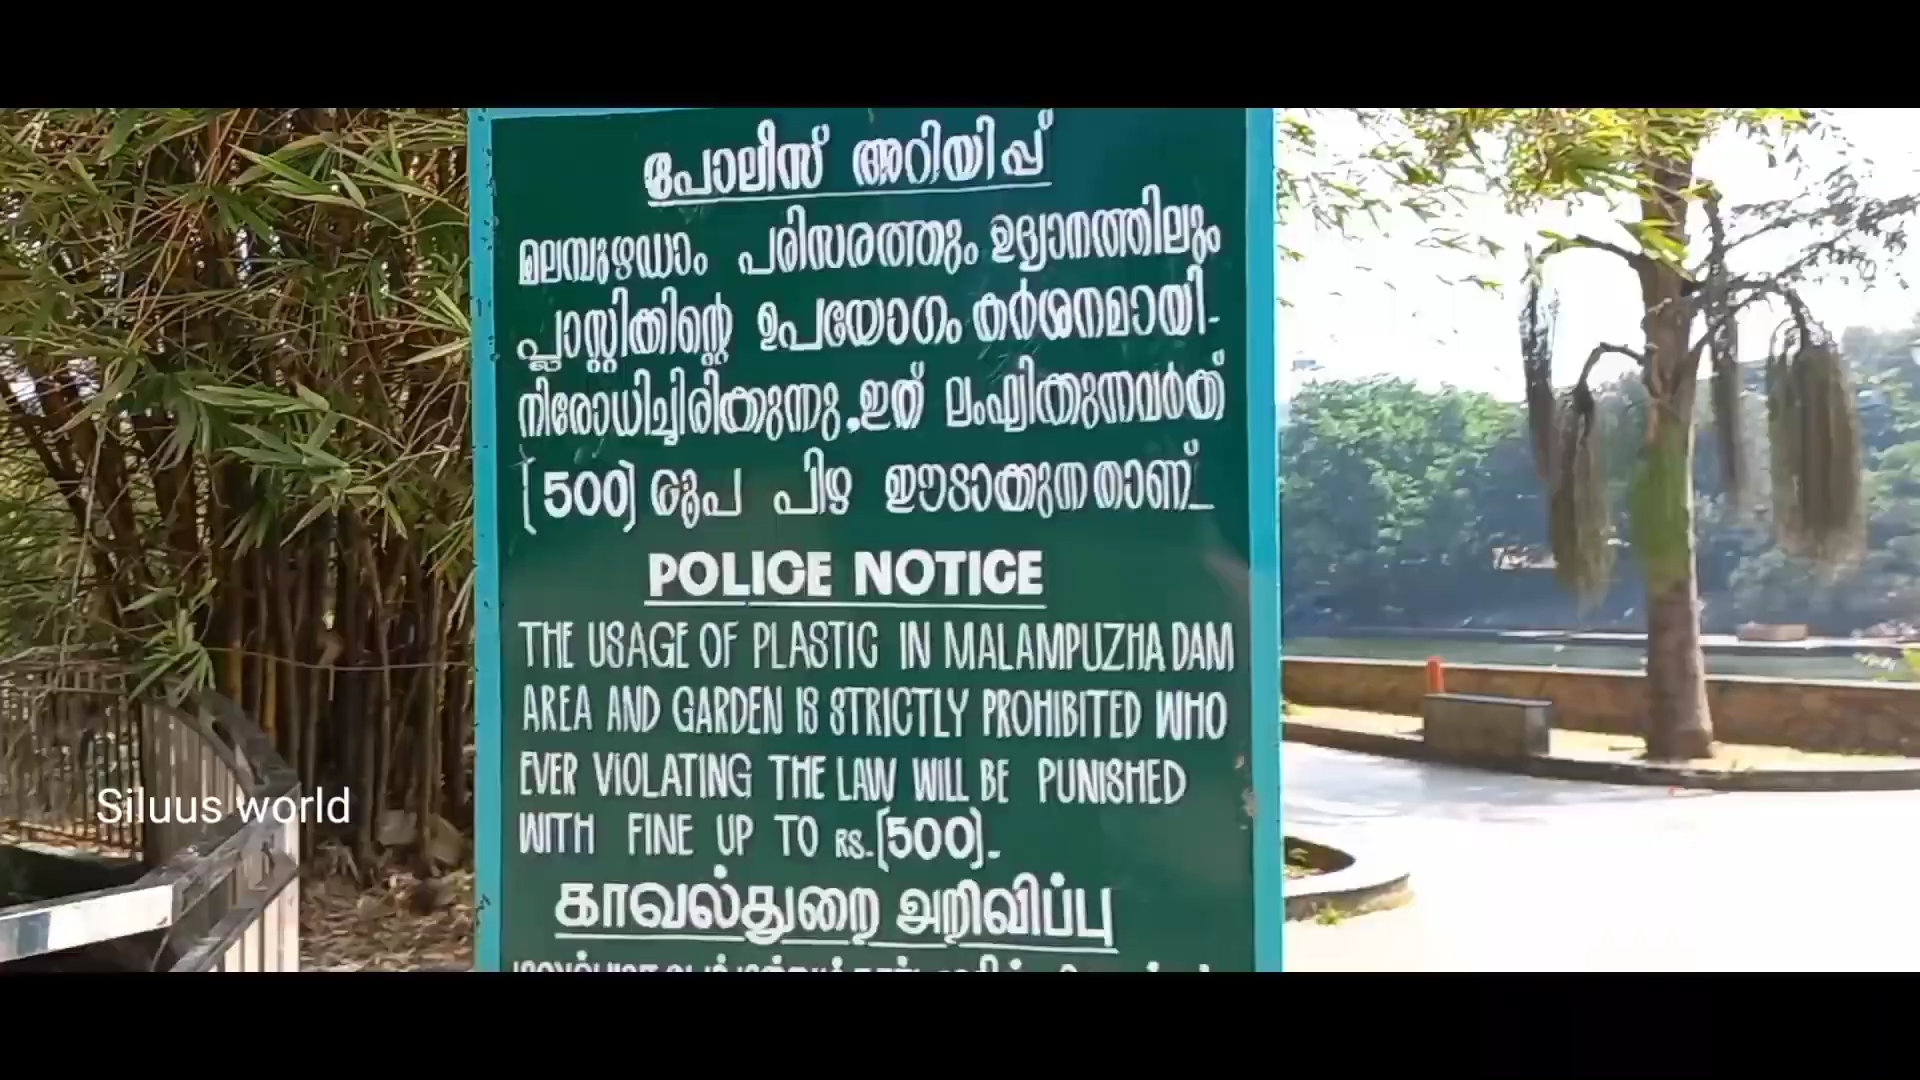 പോലീസ് അറിയിപ്പ്
മലമ്പുഴഡാം പരിസരത്തും ഉദ്യാനത്തിലും
പ്ലാസ്റ്റിക്കിന്റെ ഉപയോഗം കർശനമായി-
നിരോധിച്ചിരിക്കുന്നു. ഇത് ലംഘിക്കുന്നവർക്ക്
(500) രൂപ പിഴ ഈടാക്കുന്നതാണ്
POLICE NOTICE
THE USAGE OF PLASTIC IN MALAMPUZHA DAM
AREA AND GARDEN IS STRICTLY PROHIBITED WHO
EVER VIOLATING THE LAW WILL BE PUNISHED
WITH FINE UP TO RS.(500).
காவல்துறை அறிவிப்பு
Siluus world